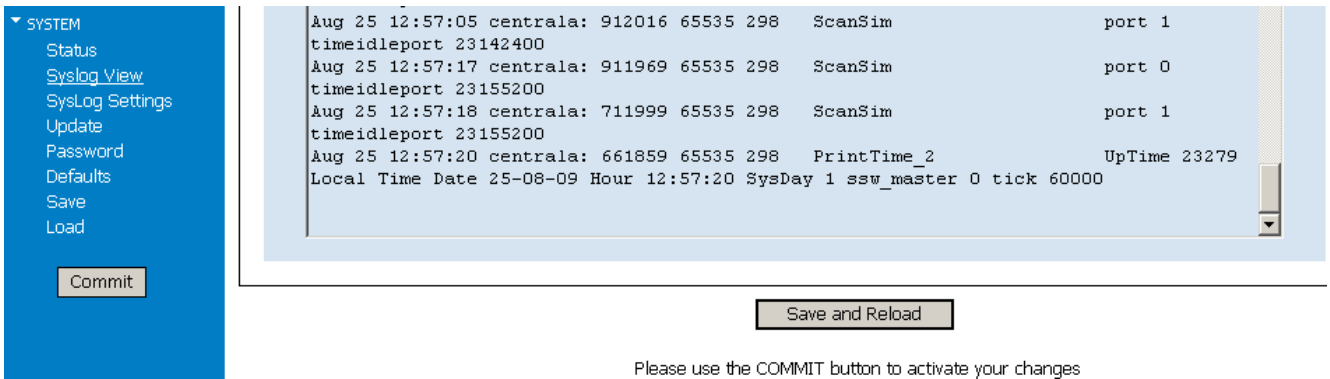 SYSTEM
Status
Syslog View
SysLog Settings
Update
Password
Defaults
Save
Load
Commit
Aug 25 12:57:05 centrala: 912016 65535 298 ScanSim port 1
timeidleport 23142400
Aug 25 12:57:17 centrala: 911969 65535 298 ScanSim port 0
timeidleport 23155200
Aug 25 12:57:18 centrala: 711999 65535 298 ScanSim port 1
timeidleport 23155200
Aug 25 12:57:20 centrala: 661859 65535 298 PrintTime_2 UpTime 23279
Local Time Date 25-08-09 Hour 12:57:20 SysDay 1 ssw_master 0 tick 60000
Save and Reload
Please use the COMMIT button to activate your changes